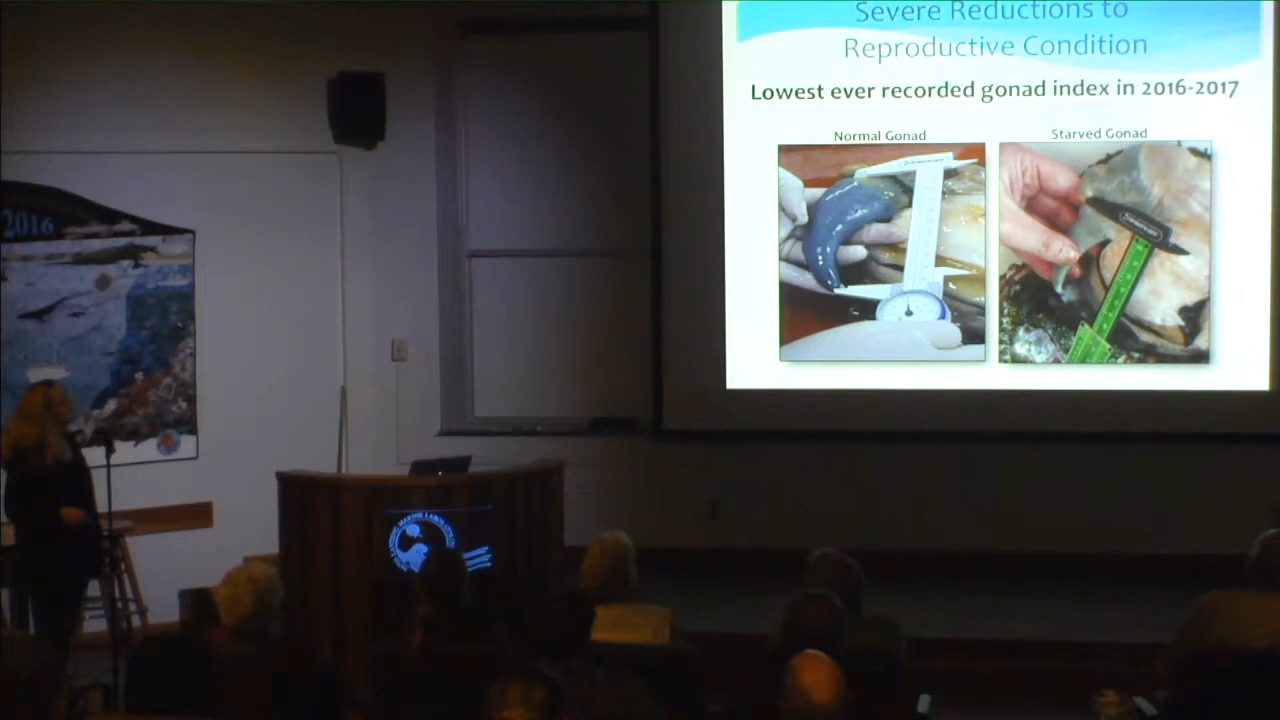 Severe Reductions to
Reproductive Condition
Lowest ever recorded gonad index in 2016-2017
Normal Gonad
Starved Gonad
2016